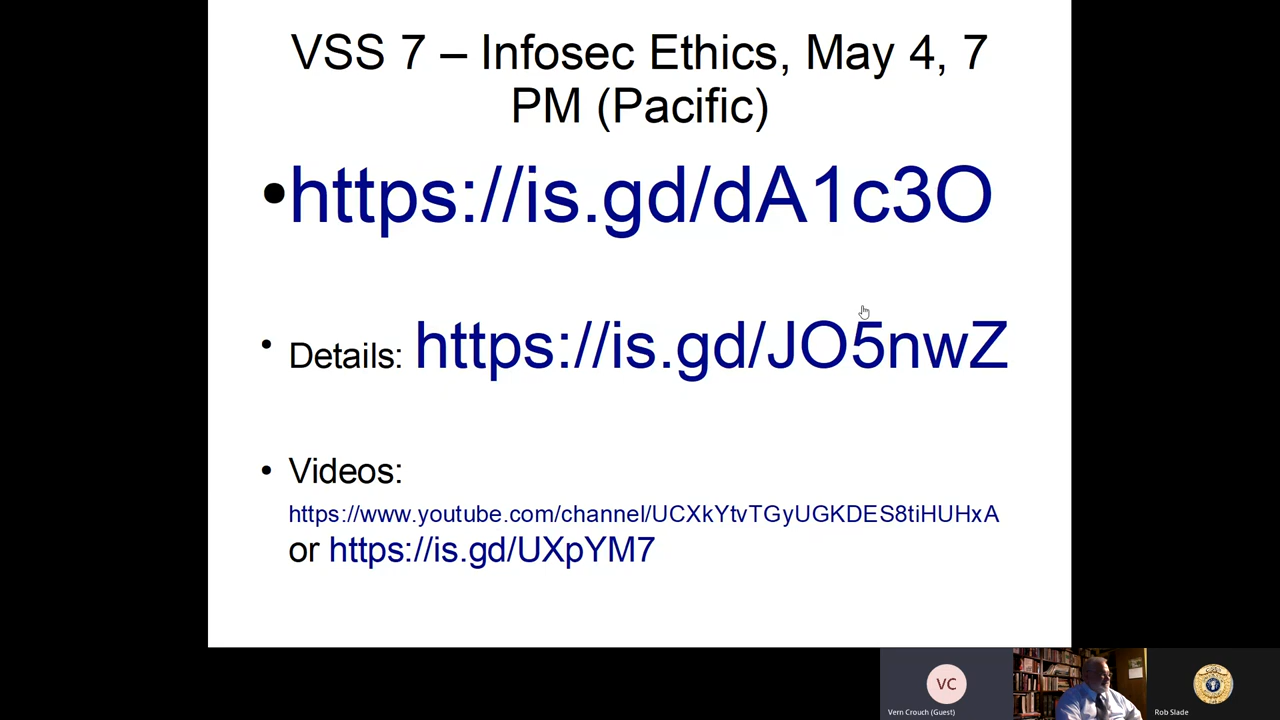 VSS 7 – Infosec Ethics, May 4, 7
PM (Pacific)
•https://is.gd/dA1c3O
• Details: https://is.gd/JO5nwZ
• Videos:
https://www.youtube.com/channel/UCXkYtvTGyUGKDES8tiHUHxA
or https://is.gd/UXpYM7
VC
Vern Crouch (Guest)
Rob Slade